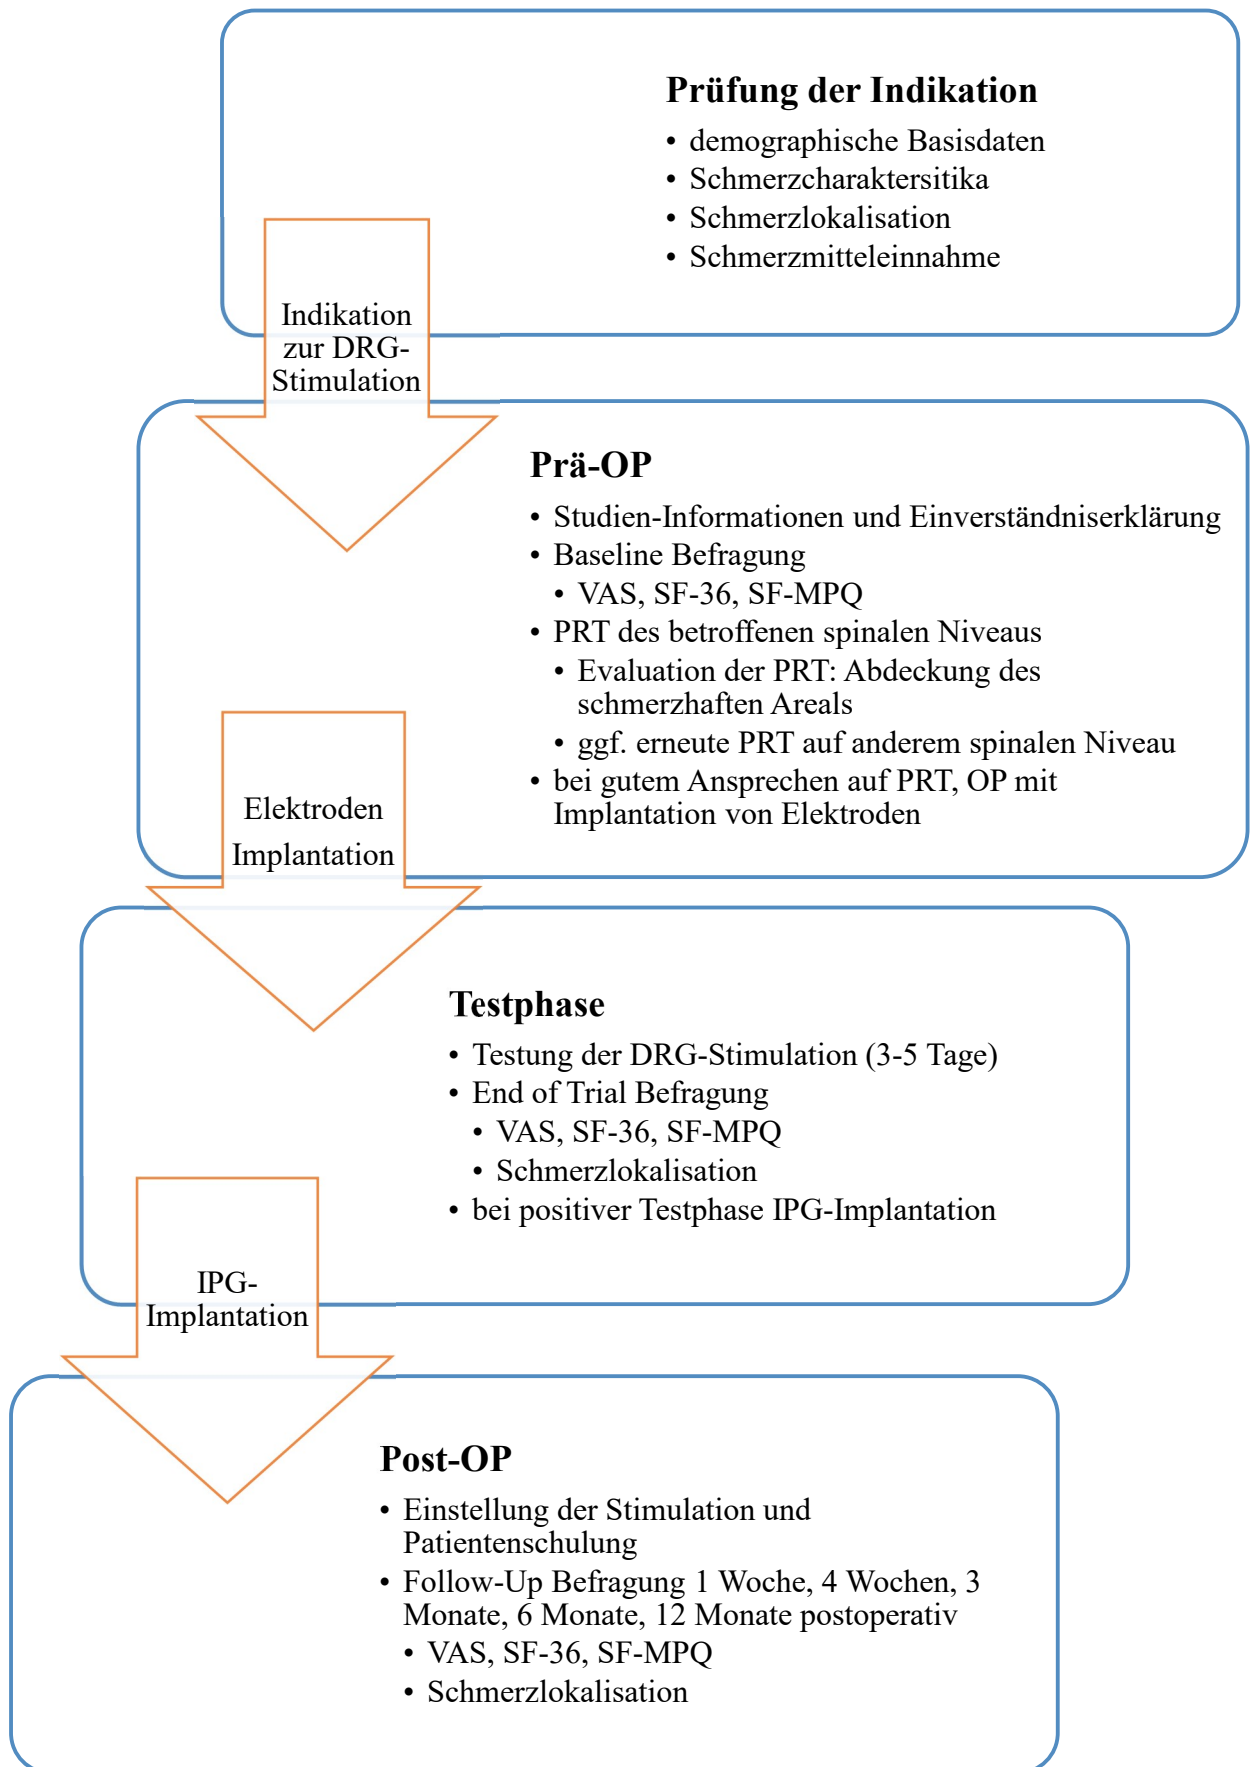 Prüfung der Indikation
• demographische Basisdaten
• Schmerzcharaktersitika
• Schmerzlokalisation
• Schmerzmitteleinnahme
Indikation
zur DRG-
Stimulation
Prä-OP
• Studien-Informationen und Einverständniserklärung
• Baseline Befragung
• VAS, SF-36, SF-MPQ
• PRT des betroffenen spinalen Niveaus
• Evaluation der PRT: Abdeckung des
schmerzhaften Areals
• ggf. erneute PRT auf anderem spinalen Niveau
• bei gutem Ansprechen auf PRT, OP mit
Implantation von Elektroden
Elektroden
Implantation
Testphase
• Testung der DRG-Stimulation (3-5 Tage)
• End of Trial Befragung
• VAS, SF-36, SF-MPQ
• Schmerzlokalisation
• bei positiver Testphase IPG-Implantation
IPG-
Implantation
Post-OP
• Einstellung der Stimulation und
Patientenschulung
• Follow-Up Befragung 1 Woche, 4 Wochen, 3
Monate, 6 Monate, 12 Monate postoperativ
• VAS, SF-36, SF-MPQ
• Schmerzlokalisation